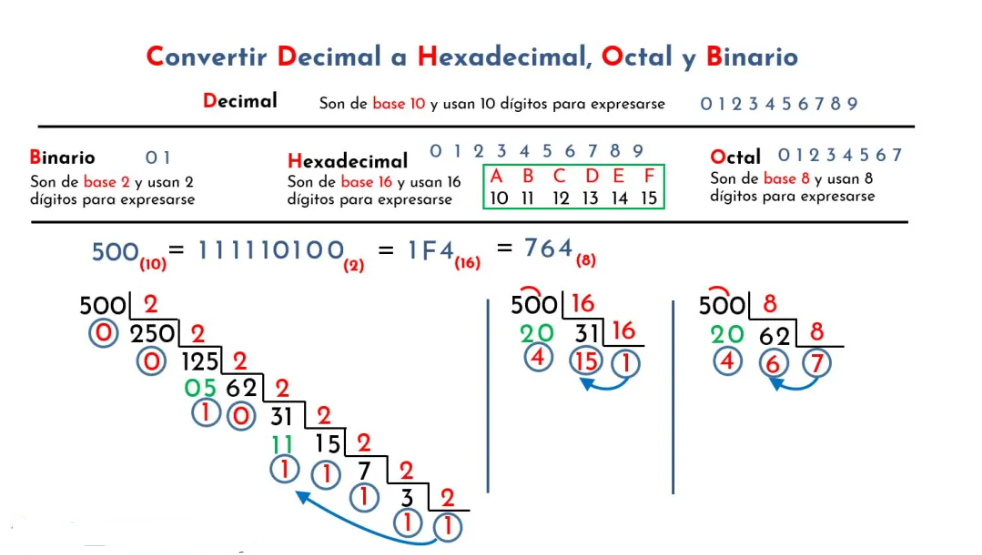 Convertir Decimal a Hexadecimal, Octal y Binario
Decimal Son de base 10 y usan 10 dígitos para expresarse 0 1 2 3 4 5 6 7 8 9
Binario 0 1
Son de base 2 y usan 2
dígitos para expresarse
Hexadecimal 0 1 2 3 4 5 6 7 8 9
Son de base 16 y usan 16
dígitos para expresarse
A B C D E F
10 11 12 13 14 15
Octal 0 1 2 3 4 5 6 7
Son de base 8 y usan 8
dígitos para expresarse
500(10) = 111110100(2) = 1F4(16) = 764(8)
500 2
0 250 2
0 125 2
05 62 2
1 0 31 2
11 15 2
1 1 7 2
1 3 2
1 1
500 16
20 31 16
4 15 1
500 8
20 62 8
4 6 7